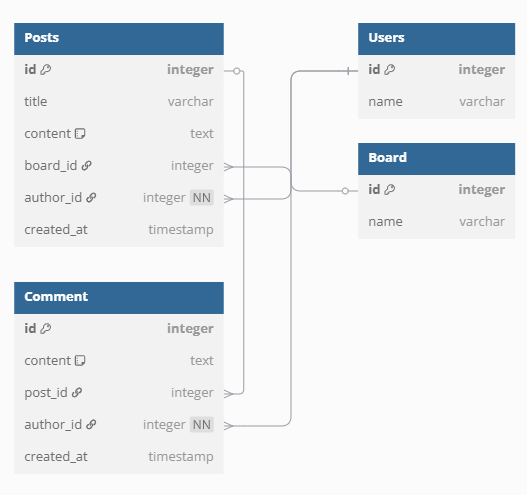 Posts
id integer
title varchar
content text
board_id integer
author_id integer NN
created_at timestamp
Comment
id integer
content text
post_id integer
author_id integer NN
created_at timestamp
Users
id integer
name varchar
Board
id integer
name varchar